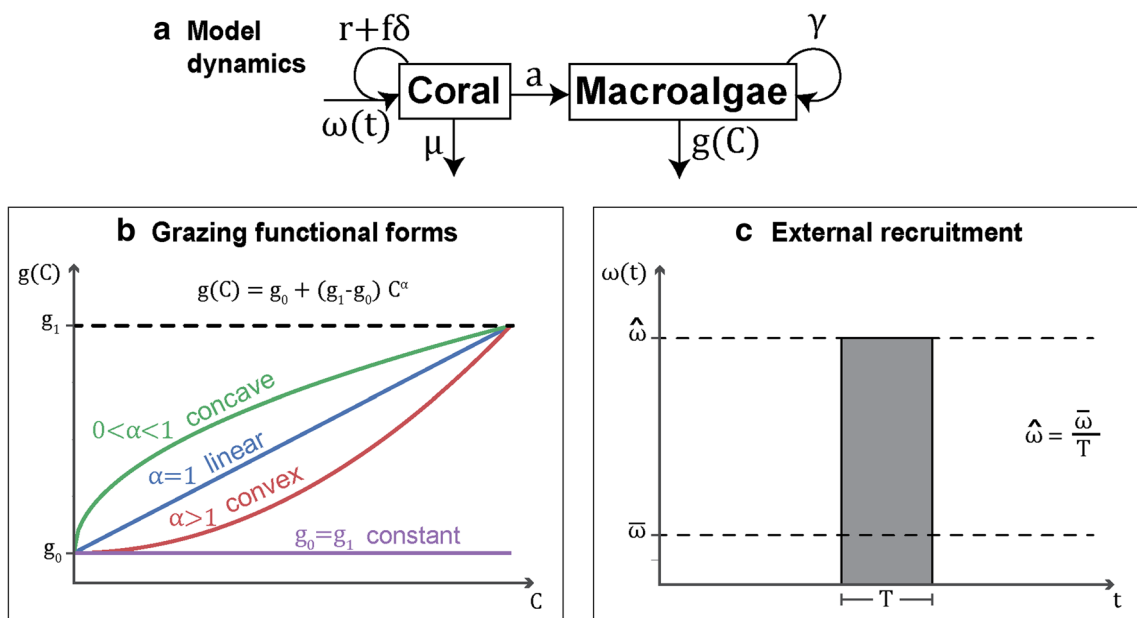 a Model dynamics
r+fδ
Coral
ω(t)
μ
a
Macroalgae
γ
g(C)
b Grazing functional forms
g(C)
g(C) = g₀ + (g₁-g₀) C^α
g₁
0<α<1 concave
α=1 linear
α>1 convex
g₀=g₁ constant
g₀
C
c External recruitment
ω(t)
ω̂
ω̂ = ω̅/T
ω̅
T
t